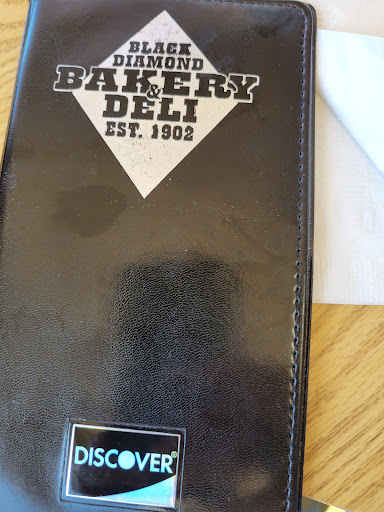 BLACK
DIAMOND
BAKERY
&
DELI
EST. 1902
DISCOVER®